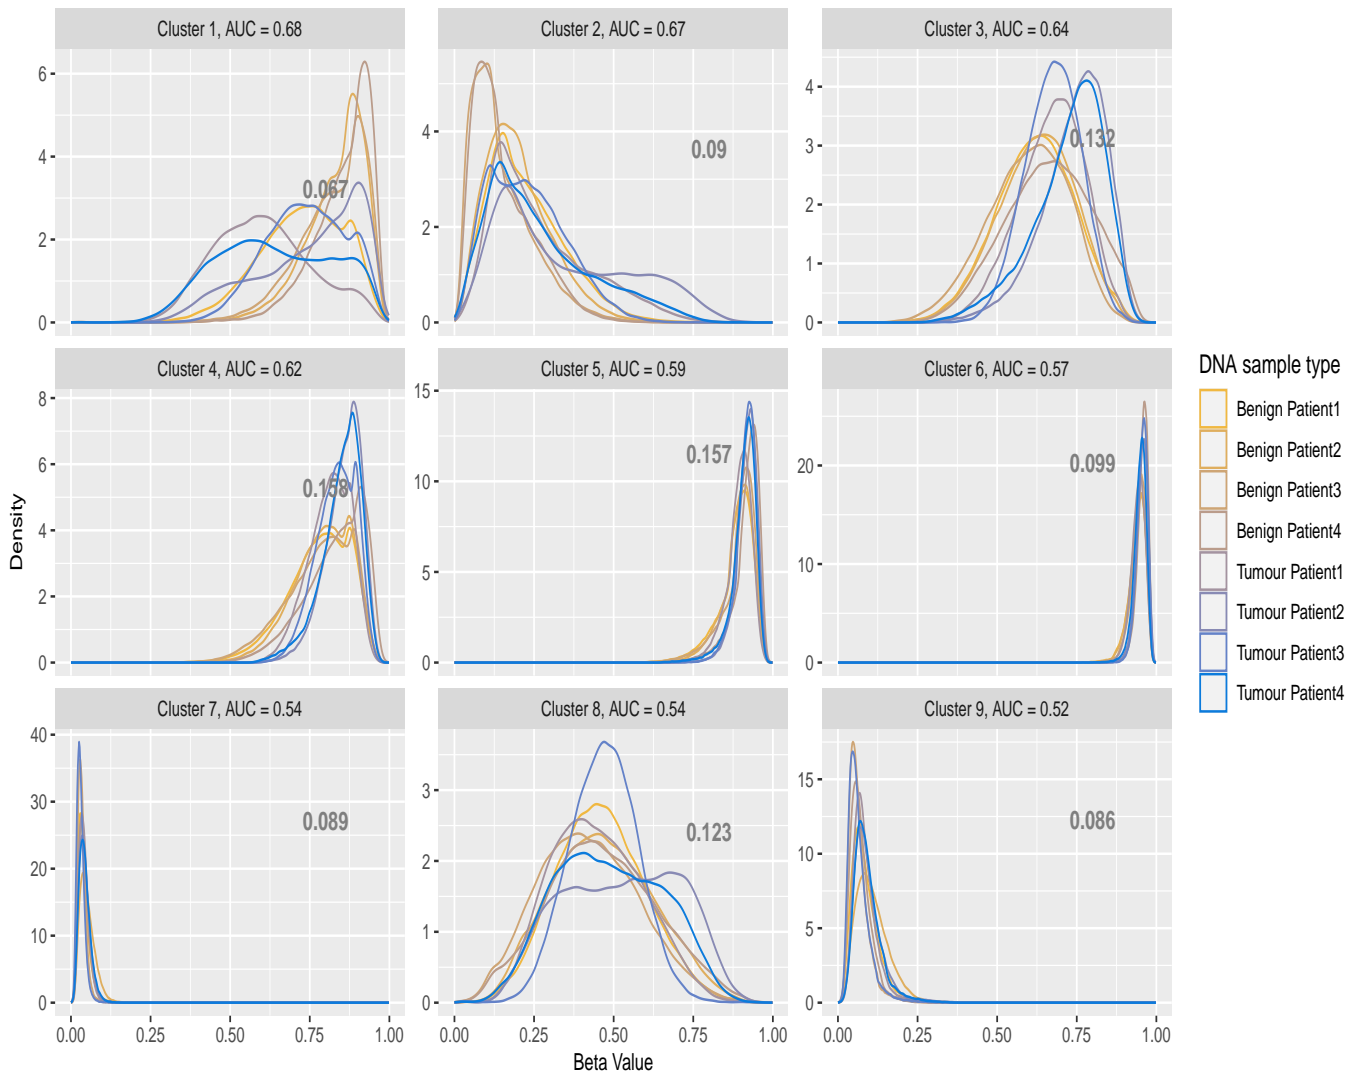 Cluster 1, AUC = 0.68
Cluster 2, AUC = 0.67
Cluster 3, AUC = 0.64
6
4
2
0
0.067
4
2
0
0.09
4
3
2
1
0
0.132
Cluster 4, AUC = 0.62
Cluster 5, AUC = 0.59
Cluster 6, AUC = 0.57
8
6
4
2
0
0.158
15
10
5
0
0.157
20
10
0
0.099
Cluster 7, AUC = 0.54
Cluster 8, AUC = 0.54
Cluster 9, AUC = 0.52
40
30
20
10
0
0.089
3
2
1
0
0.123
15
10
5
0
0.086
0.00 0.25 0.50 0.75 1.00
0.00 0.25 0.50 0.75 1.00
0.00 0.25 0.50 0.75 1.00
Beta Value
Density
DNA sample type
Benign Patient1
Benign Patient2
Benign Patient3
Benign Patient4
Tumour Patient1
Tumour Patient2
Tumour Patient3
Tumour Patient4